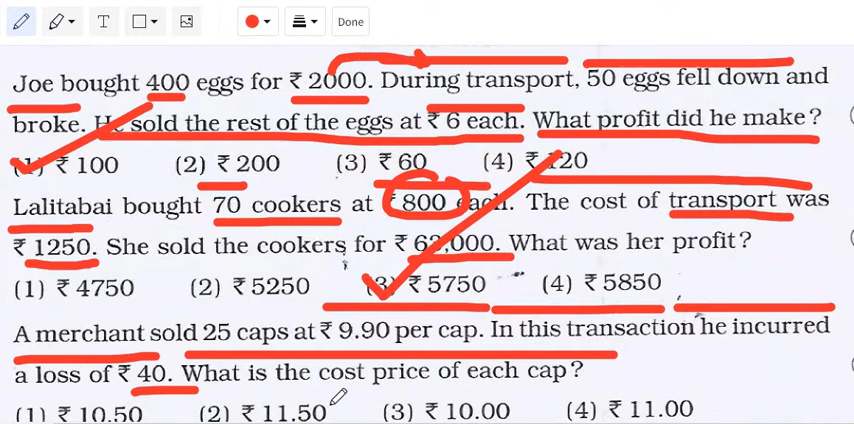 T Done
Joe bought 400 eggs for ₹ 2000. During transport, 50 eggs fell down and
broke. He sold the rest of the eggs at ₹ 6 each. What profit did he make?
(1) ₹ 100 (2) ₹ 200 (3) ₹ 60 (4) ₹ 120
Lalitabai bought 70 cookers at ₹ 800 each. The cost of transport was
₹ 1250. She sold the cookers for ₹ 63,000. What was her profit?
(1) ₹ 4750 (2) ₹ 5250 (3) ₹ 5750 (4) ₹ 5850
A merchant sold 25 caps at ₹ 9.90 per cap. In this transaction he incurred
a loss of ₹ 40. What is the cost price of each cap?
(1) ₹ 10.50 (2) ₹ 11.50 (3) ₹ 10.00 (4) ₹ 11.00